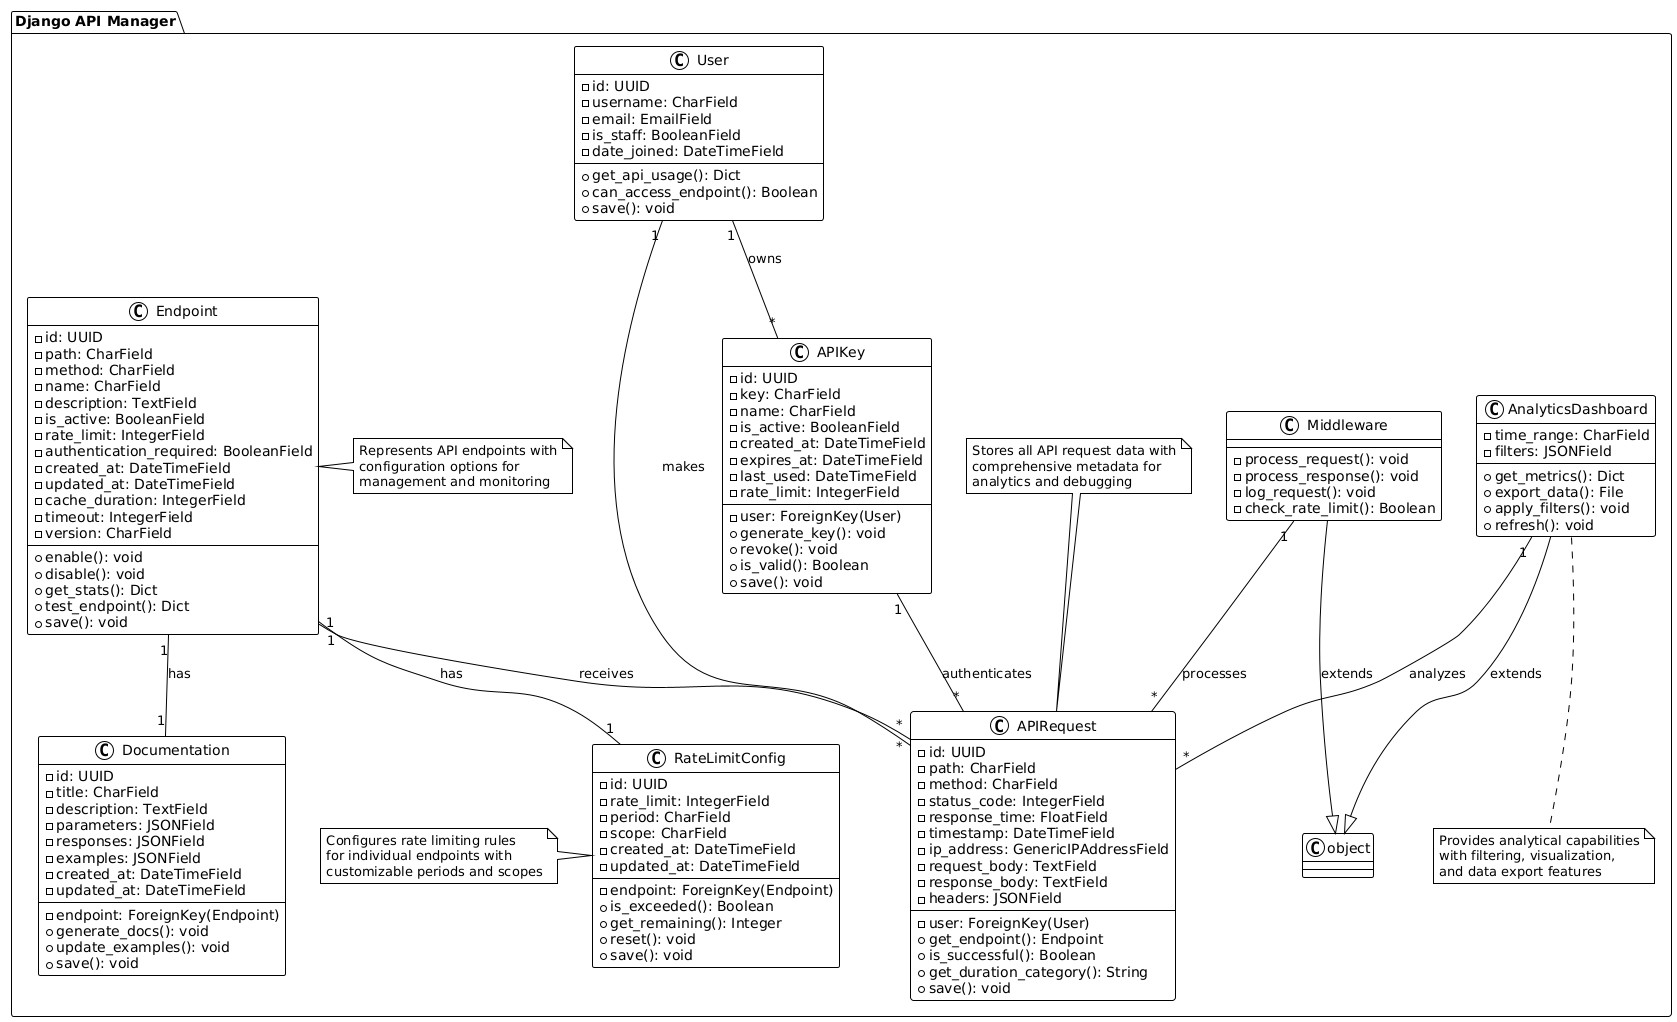 Django API Manager
C User
id: UUID
username: CharField
email: EmailField
is_staff: BooleanField
date_joined: DateTimeField
get_api_usage(): Dict
can_access_endpoint(): Boolean
save(): void
1
1
owns
*
C Endpoint
id: UUID
path: CharField
method: CharField
name: CharField
description: TextField
is_active: BooleanField
rate_limit: IntegerField
authentication_required: BooleanField
created_at: DateTimeField
updated_at: DateTimeField
cache_duration: IntegerField
timeout: IntegerField
version: CharField
enable(): void
disable(): void
get_stats(): Dict
test_endpoint(): Dict
save(): void
Represents API endpoints with
configuration options for
management and monitoring
makes
C APIKey
id: UUID
key: CharField
name: CharField
is_active: BooleanField
created_at: DateTimeField
expires_at: DateTimeField
last_used: DateTimeField
rate_limit: IntegerField
user: ForeignKey(User)
generate_key(): void
revoke(): void
is_valid(): Boolean
save(): void
Stores all API request data with
comprehensive metadata for
analytics and debugging
C Middleware
process_request(): void
process_response(): void
log_request(): void
check_rate_limit(): Boolean
C AnalyticsDashboard
time_range: CharField
filters: JSONField
get_metrics(): Dict
export_data(): File
apply_filters(): void
refresh(): void
1
1
1
1
1
1
has
has
receives
authenticates
processes
extends
analyzes
extends
1
1
*
*
*
*
*
C Documentation
id: UUID
title: CharField
description: TextField
parameters: JSONField
responses: JSONField
examples: JSONField
created_at: DateTimeField
updated_at: DateTimeField
endpoint: ForeignKey(Endpoint)
generate_docs(): void
update_examples(): void
save(): void
Configures rate limiting rules
for individual endpoints with
customizable periods and scopes
C RateLimitConfig
id: UUID
rate_limit: IntegerField
period: CharField
scope: CharField
created_at: DateTimeField
updated_at: DateTimeField
endpoint: ForeignKey(Endpoint)
is_exceeded(): Boolean
get_remaining(): Integer
reset(): void
save(): void
C APIRequest
id: UUID
path: CharField
method: CharField
status_code: IntegerField
response_time: FloatField
timestamp: DateTimeField
ip_address: GenericIPAddressField
request_body: TextField
response_body: TextField
headers: JSONField
user: ForeignKey(User)
get_endpoint(): Endpoint
is_successful(): Boolean
get_duration_category(): String
save(): void
C object
Provides analytical capabilities
with filtering, visualization,
and data export features